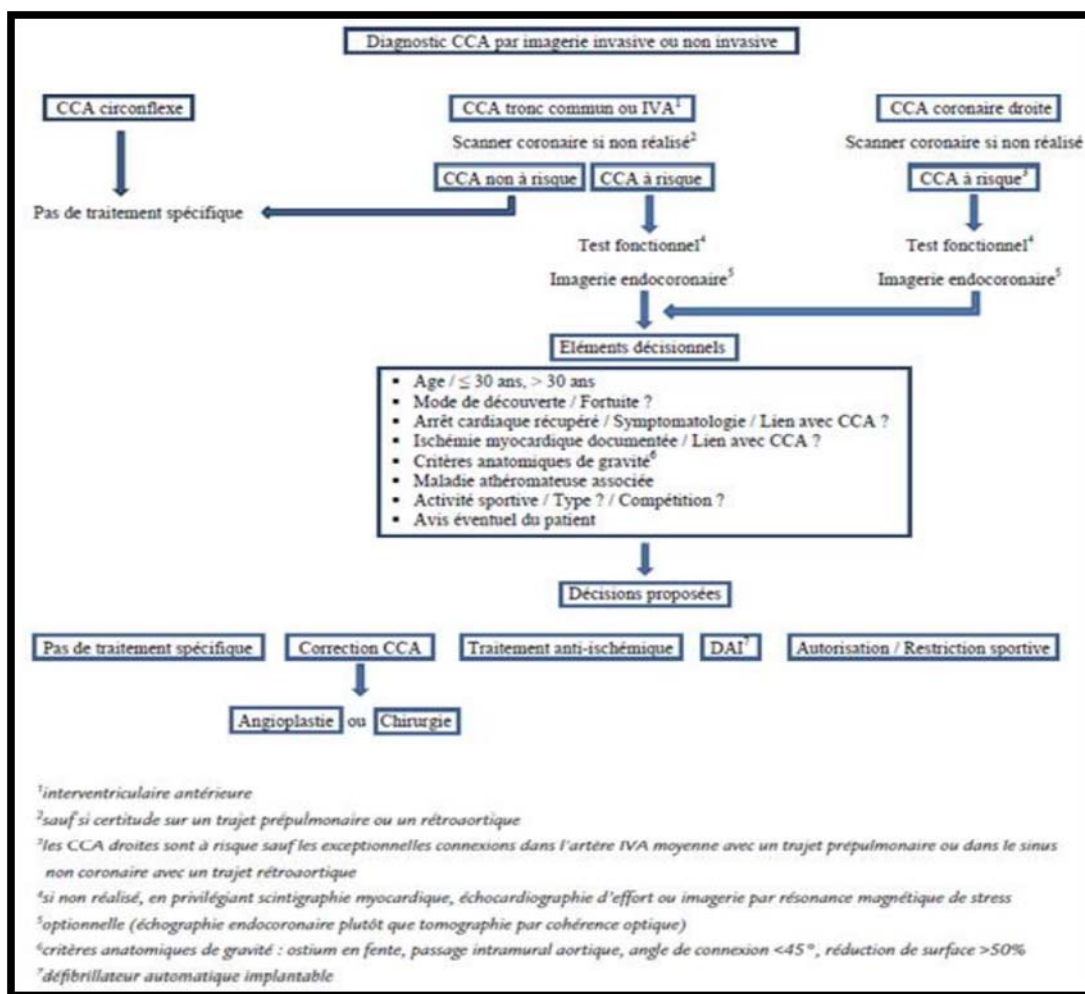 Diagnostic CCA par imagerie invasive ou non invasive
CCA circonflexe
CCA tronc commun ou IVA¹
CCA coronaire droite
Scanner coronaire si non réalisé²
Scanner coronaire si non réalisé
CCA non à risque
CCA à risque
CCA à risque³
Pas de traitement spécifique
Test fonctionnel⁴
Test fonctionnel⁴
Imagerie endocoronaire⁵
Imagerie endocoronaire⁵
Eléments décisionnels
▪ Age / ≤ 30 ans, > 30 ans
▪ Mode de découverte / Fortuite ?
▪ Arrêt cardiaque récupéré / Symptomatologie / Lien avec CCA ?
▪ Ischémie myocardique documentée / Lien avec CCA ?
▪ Critères anatomiques de gravité⁶
▪ Maladie athéromateuse associée
▪ Activité sportive / Type ? / Compétition ?
▪ Avis éventuel du patient
Décisions proposées
Pas de traitement spécifique
Correction CCA
Traitement anti-ischémique
DAI⁷
Autorisation / Restriction sportive
Angioplastie ou Chirurgie
¹interventriculaire antérieure
²sauf si certitude sur un trajet prépulmonaire ou un rétroaortique
³les CCA droites sont à risque sauf les exceptionnelles connexions dans l'artère IVA moyenne avec un trajet prépulmonaire ou dans le sinus
non coronaire avec un trajet rétroaortique
⁴si non réalisé, en privilégiant scintigraphie myocardique, échocardiographie d'effort ou imagerie par résonance magnétique de stress
⁵optionnelle (échographie endocoronaire plutôt que tomographie par cohérence optique)
⁶critères anatomiques de gravité : ostium en fente, passage intramural aortique, angle de connexion <45°, réduction de surface >50%
⁷défibrillateur automatique implantable